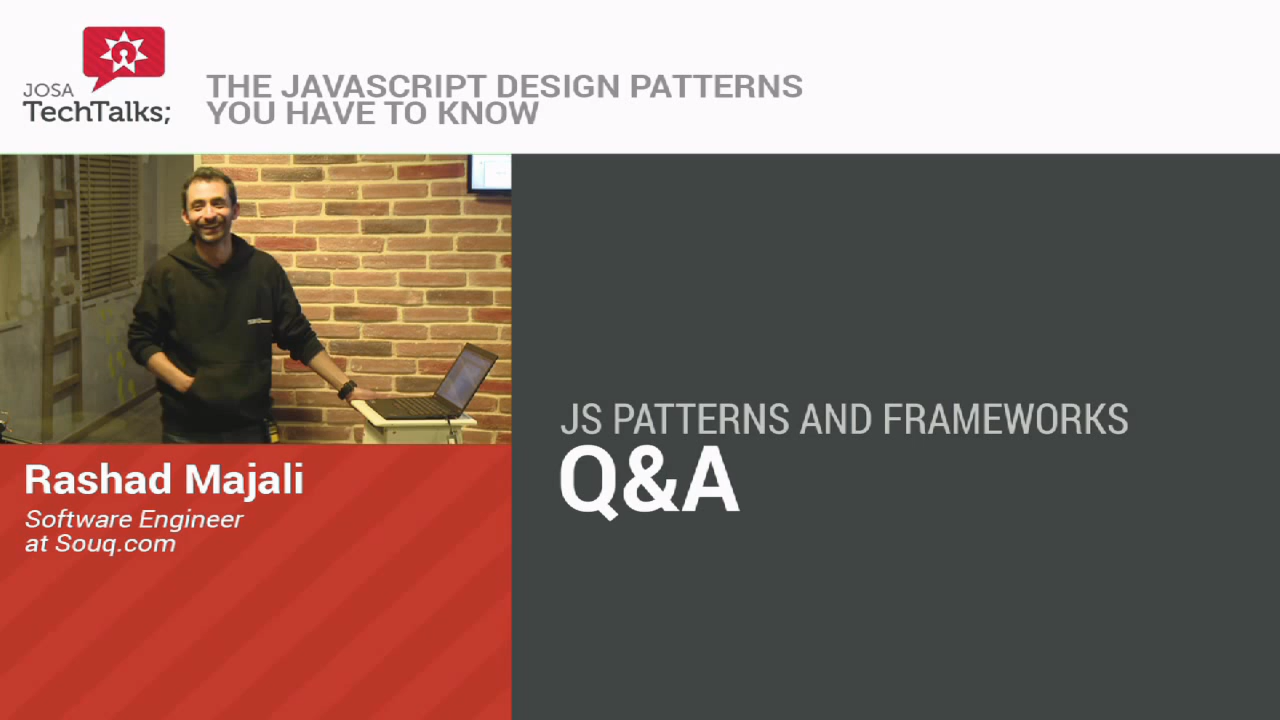 JOSA
TechTalks;
THE JAVASCRIPT DESIGN PATTERNS
YOU HAVE TO KNOW
JS PATTERNS AND FRAMEWORKS
Q&A
Rashad Majali
Software Engineer
at Souq.com